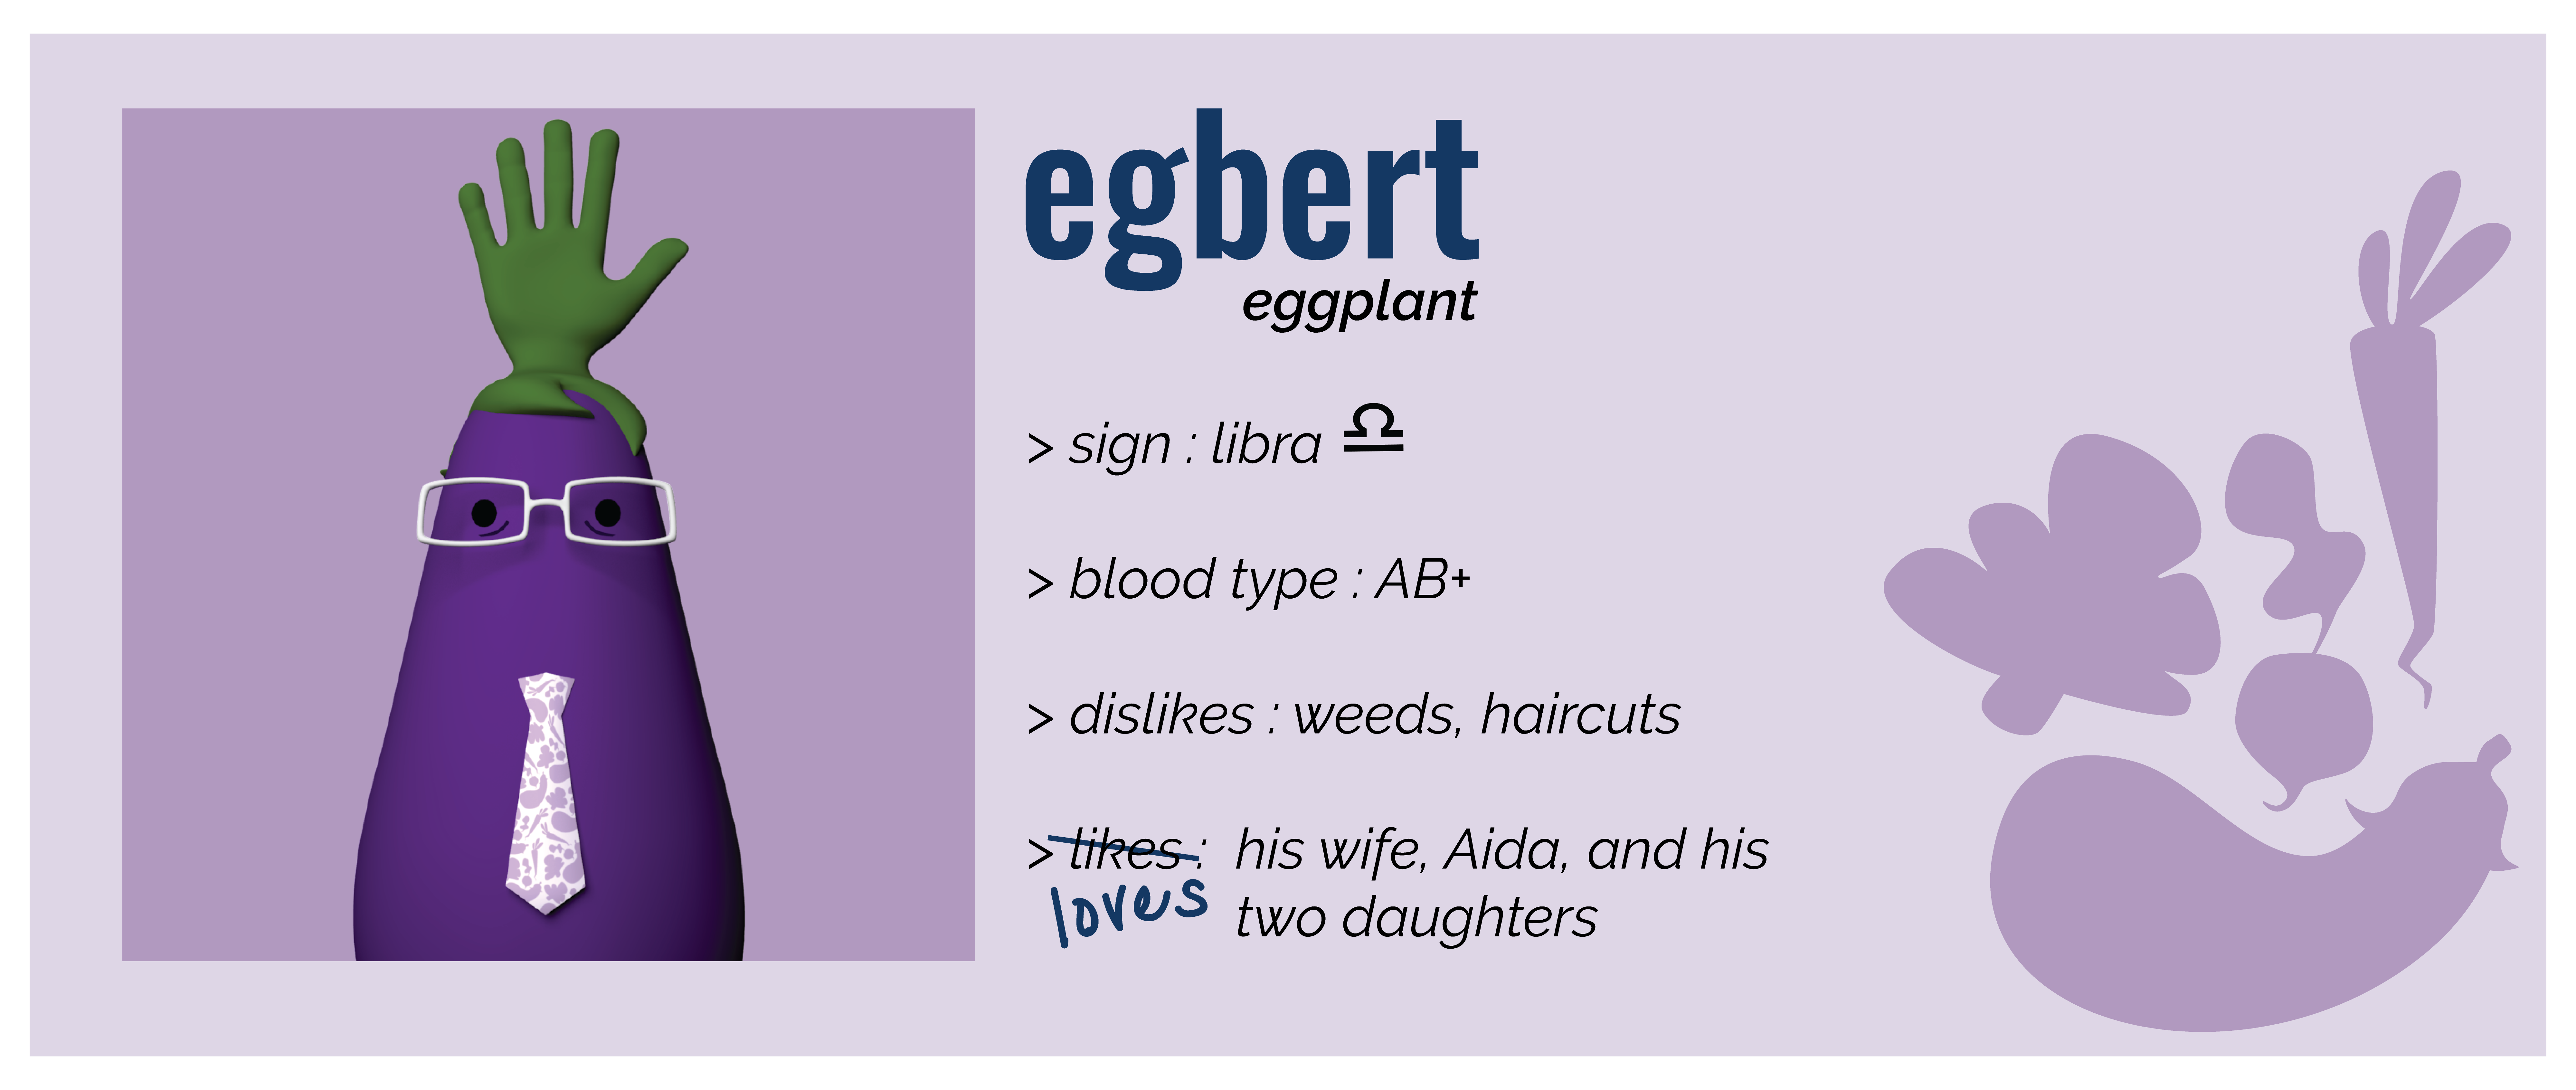 egbert
eggplant
> sign : libra ♎
> blood type : AB+
> dislikes : weeds, haircuts
> likes : his wife, Aida, and his
loves two daughters